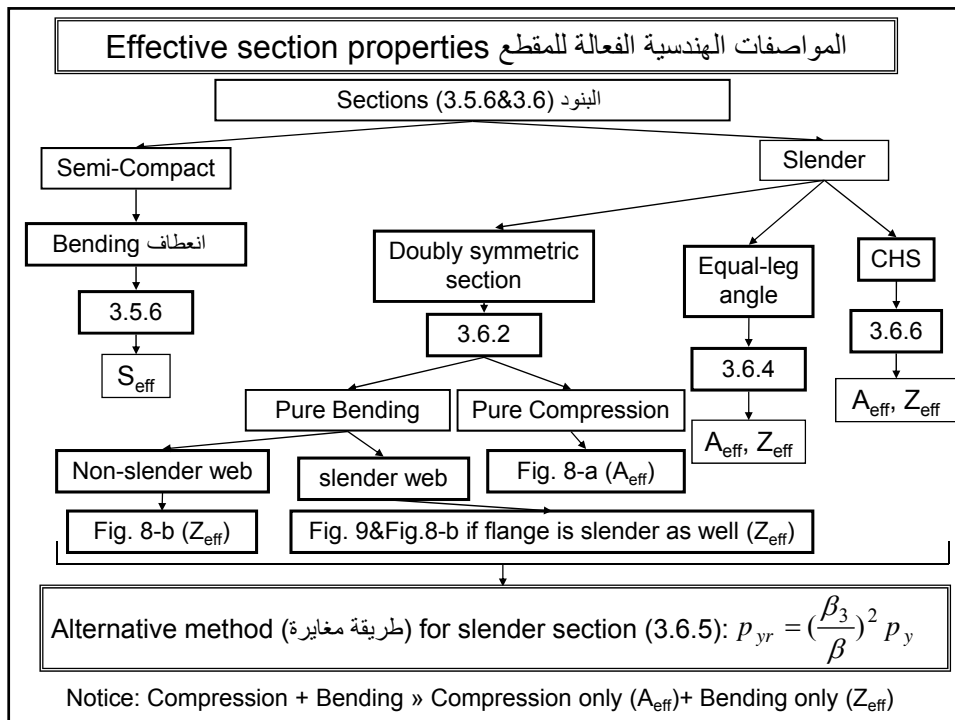 Effective section properties المواصفات الهندسية الفعالة للمقطع
Sections (3.5.6&3.6) البنود
Semi-Compact
Slender
Bending انعطاف
Doubly symmetric
section
Equal-leg
angle
CHS
3.5.6
3.6.2
3.6.4
3.6.6
S_eff
A_eff, Z_eff
A_eff, Z_eff
Pure Bending
Pure Compression
Non-slender web
slender web
Fig. 8-a (A_eff)
Fig. 8-b (Z_eff)
Fig. 9&Fig.8-b if flange is slender as well (Z_eff)
Alternative method (طريقة مغايرة) for slender section (3.6.5): p_yr = (β_3/β)^2 p_y
Notice: Compression + Bending » Compression only (A_eff)+ Bending only (Z_eff)